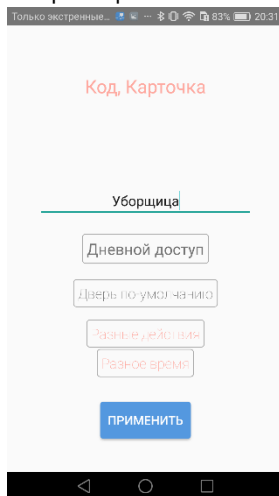 Только экстренные... 83% 20:31
Код, Карточка
Уборщица
Дневной доступ
Дверь по-умолчанию
Разные действия
Разное время
ПРИМЕНИТЬ